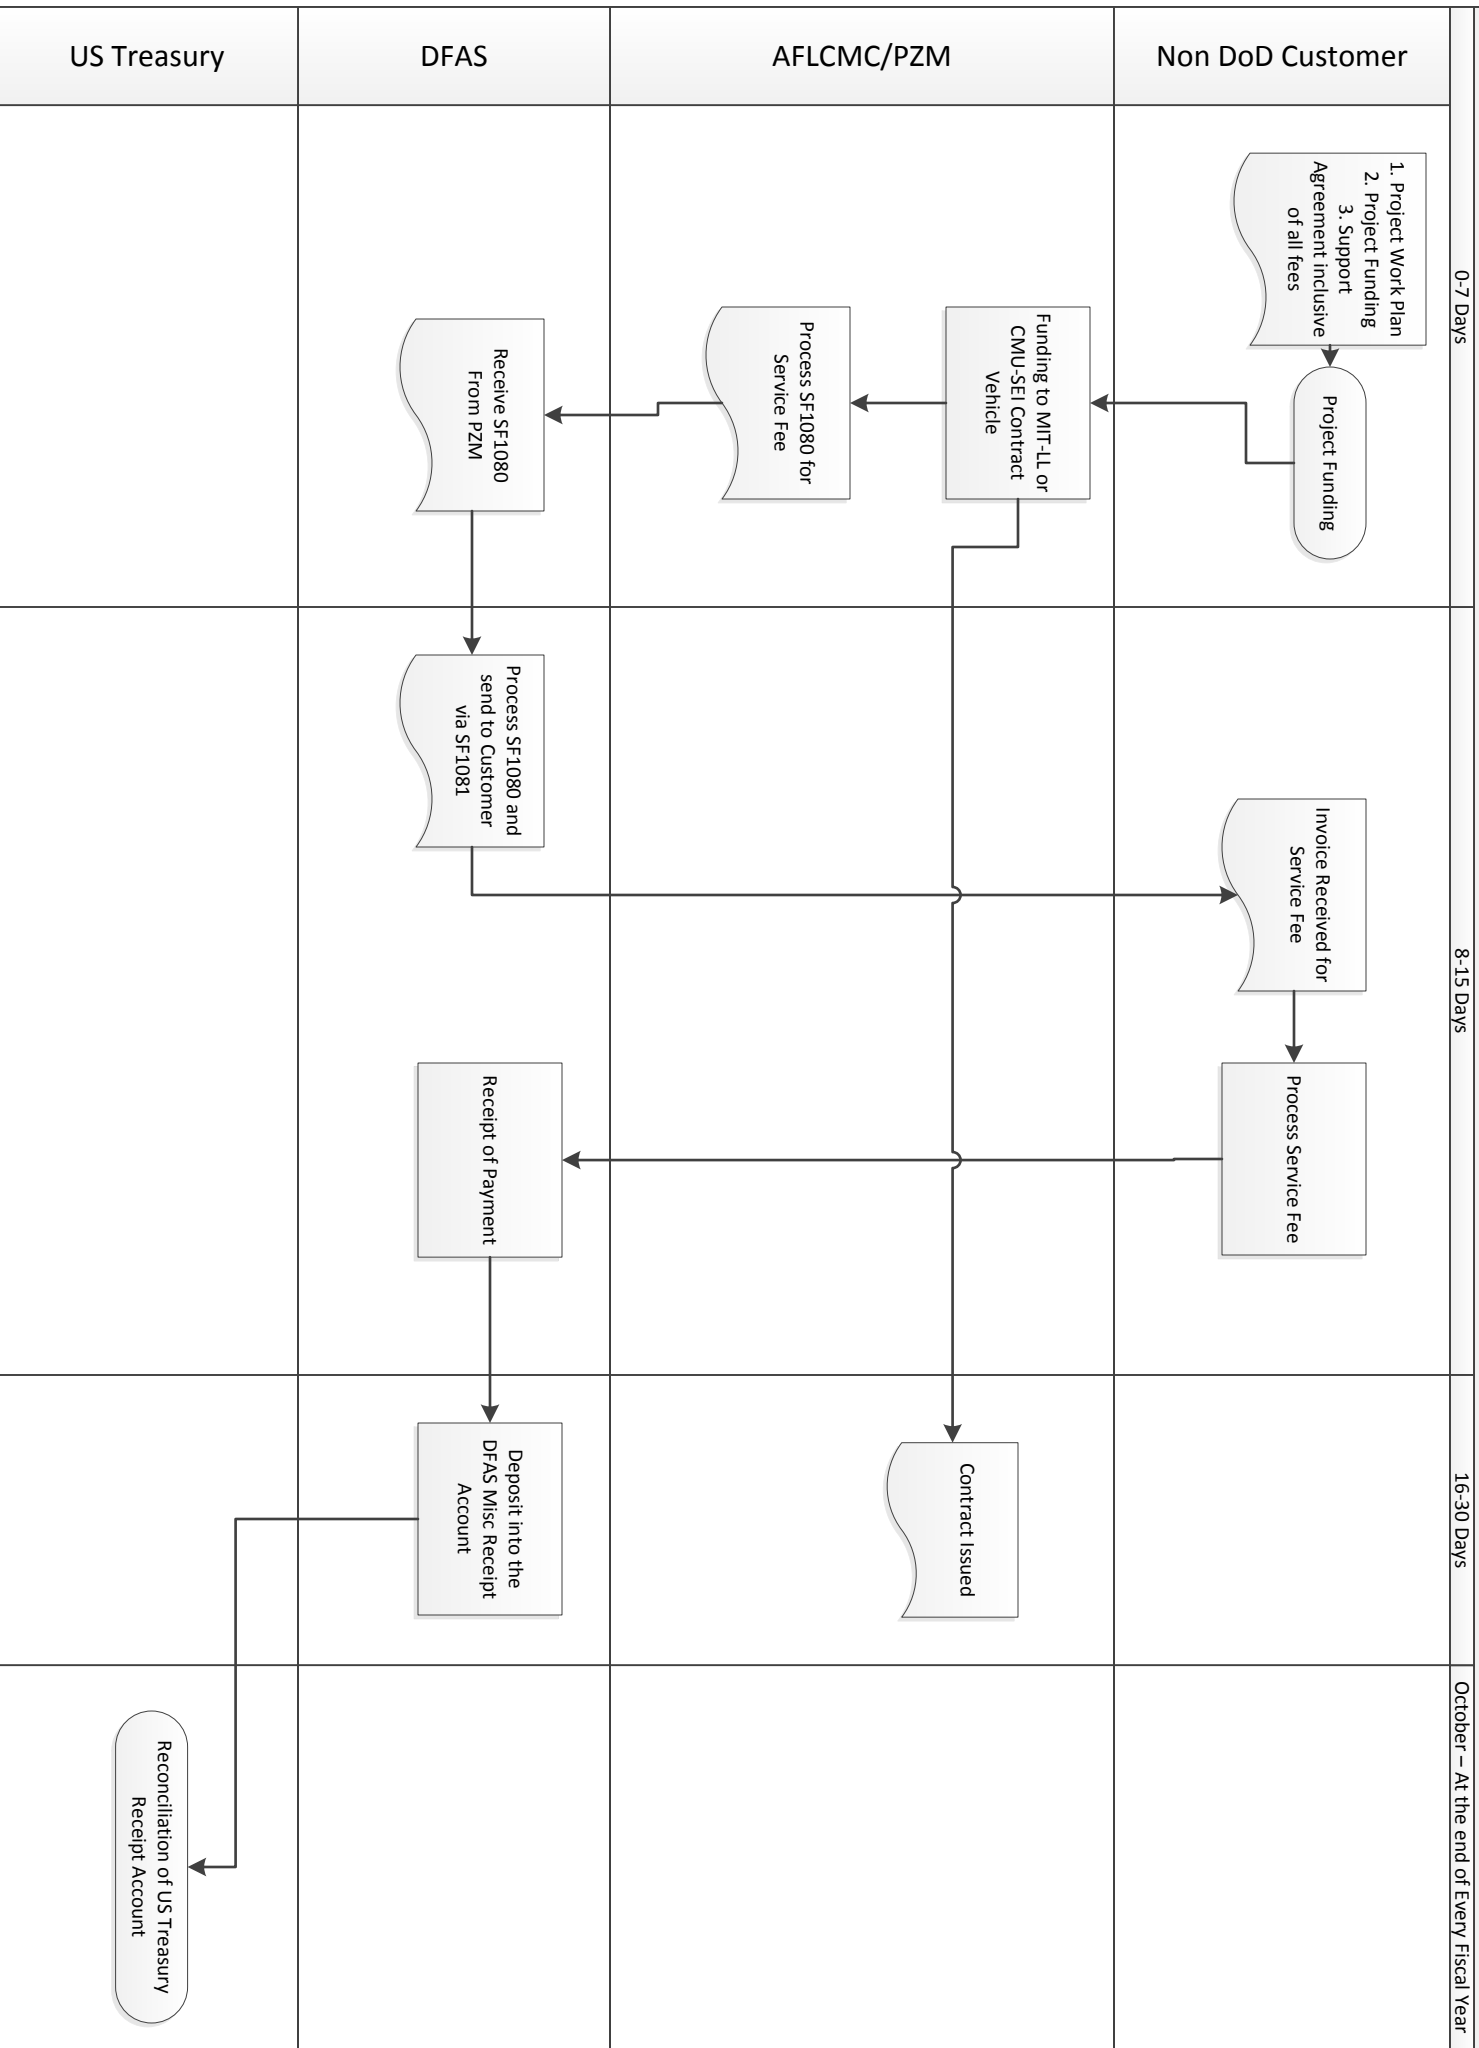 US Treasury
DFAS
AFLCMC/PZM
Non DoD Customer
0-7 Days
8-15 Days
16-30 Days
October – At the end of Every Fiscal Year
1. Project Work Plan
2. Project Funding
3. Support
Agreement inclusive
of all fees
Project Funding
Invoice Received for
Service Fee
Process Service Fee
Funding to MIT-LL or
CMU-SEI Contract
Vehicle
Process SF1080 for
Service Fee
Contract Issued
Receive SF1080
From PZM
Process SF1080 and
send to Customer
via SF1081
Receipt of Payment
Deposit into the
DFAS Misc Receipt
Account
Reconciliation of US Treasury
Receipt Account